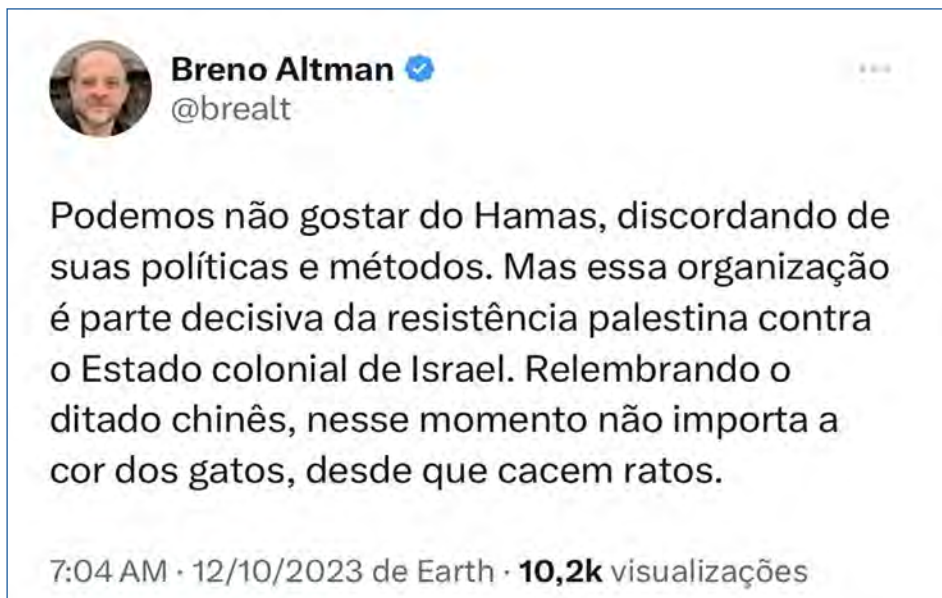 Breno Altman
@brealt
Podemos não gostar do Hamas, discordando de
suas políticas e métodos. Mas essa organização
é parte decisiva da resistência palestina contra
o Estado colonial de Israel. Relembrando o
ditado chinês, nesse momento não importa a
cor dos gatos, desde que cacem ratos.
7:04 AM · 12/10/2023 de Earth · 10,2k visualizações